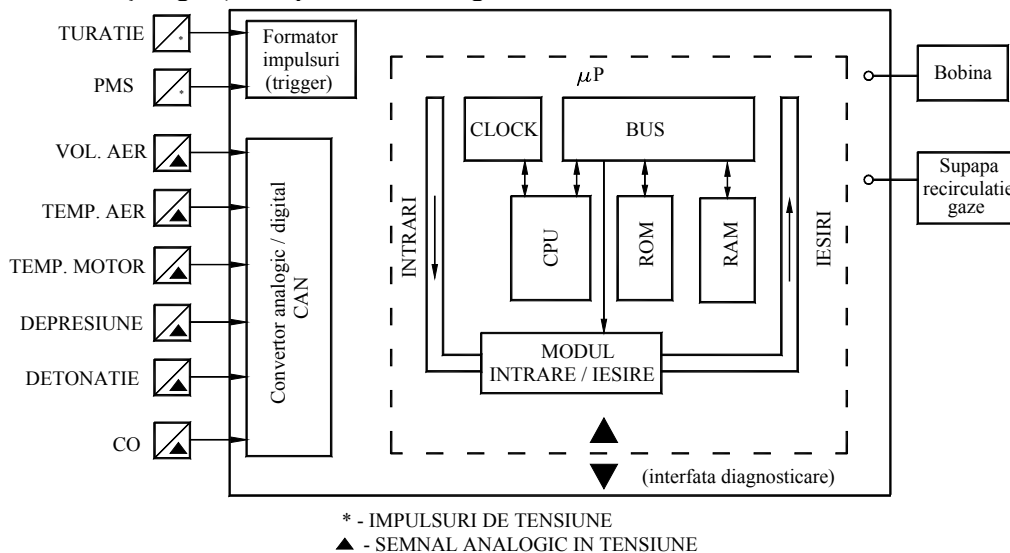 TURATIE
PMS
VOL. AER
TEMP. AER
TEMP. MOTOR
DEPRESIUNE
DETONATIE
CO
Formator
impulsuri
(trigger)
Convertor analogic / digital
CAN
µP
CLOCK
BUS
CPU
ROM
RAM
INTRARI
IESIRI
MODUL
INTRARE / IESIRE
(interfata diagnosticare)
Bobina
Supapa
recirculatie
gaze
* - IMPULSURI DE TENSIUNE
▲ - SEMNAL ANALOGIC IN TENSIUNE